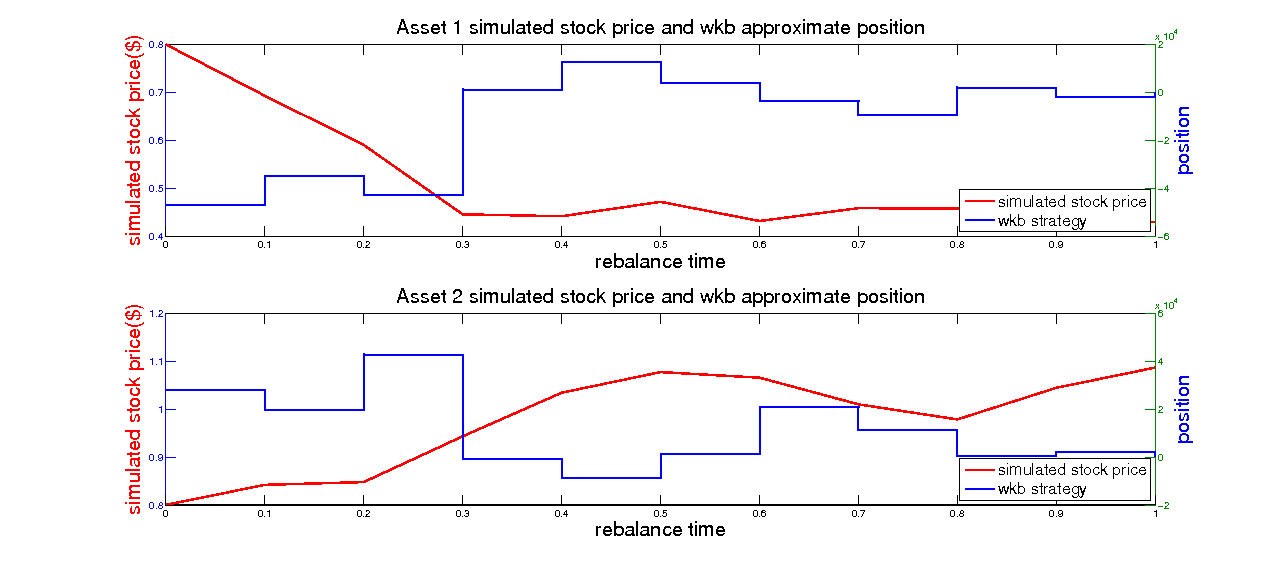 Asset 1 simulated stock price and wkb approximate position
x 10^4
simulated stock price($)
0.8
0.7
0.6
0.5
0.4
2
0
−2
−4
−6
position
simulated stock price
wkb strategy
0 0.1 0.2 0.3 0.4 0.5 0.6 0.7 0.8 0.9 1
rebalance time
Asset 2 simulated stock price and wkb approximate position
x 10^4
simulated stock price($)
1.2
1.1
1
0.9
0.8
6
4
2
0
−2
position
simulated stock price
wkb strategy
0 0.1 0.2 0.3 0.4 0.5 0.6 0.7 0.8 0.9 1
rebalance time